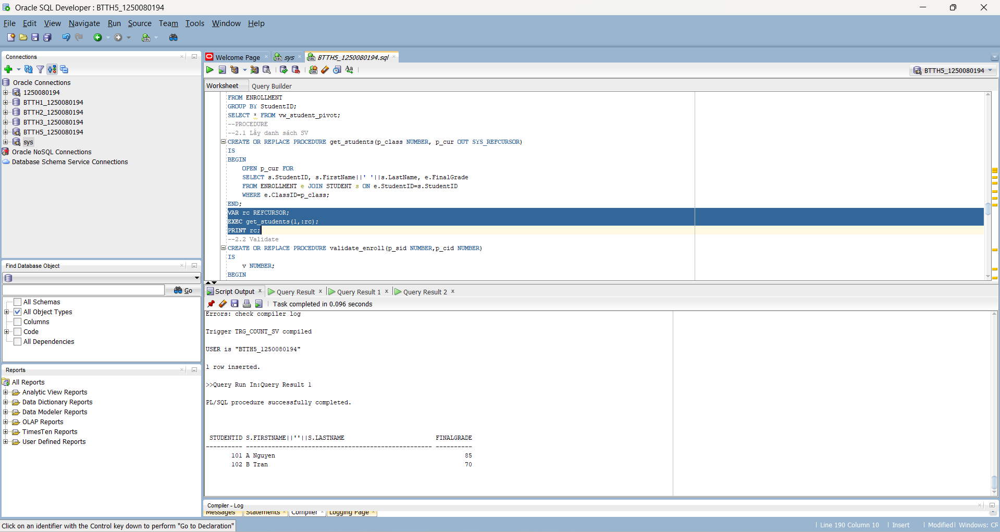 Oracle SQL Developer : BTTH5_1250080194
File Edit View Navigate Run Source Team Tools Window Help
Connections
Oracle Connections
1250080194
BTTH1_1250080194
BTTH2_1250080194
BTTH3_1250080194
BTTH5_1250080194
sys
Oracle NoSQL Connections
Database Schema Service Connections
Find Database Object
Go
All Schemas
All Object Types
Columns
Code
All Dependencies
Reports
All Reports
Analytic View Reports
Data Dictionary Reports
Data Modeler Reports
OLAP Reports
TimesTen Reports
User Defined Reports
Welcome Page sys BTTH5_1250080194.sql
BTTH5_1250080194
Worksheet Query Builder
FROM ENROLLMENT
GROUP BY StudentID;
SELECT * FROM vw_student_pivot;
--PROCEDURE
--2.1 Lấy danh sách SV
CREATE OR REPLACE PROCEDURE get_students(p_class NUMBER, p_cur OUT SYS_REFCURSOR)
IS
BEGIN
OPEN p_cur FOR
SELECT s.StudentID, s.FirstName||' '||s.LastName, e.FinalGrade
FROM ENROLLMENT e JOIN STUDENT s ON e.StudentID=s.StudentID
WHERE e.ClassID=p_class;
END;
VAR rc REFCURSOR;
EXEC get_students(1,:rc);
PRINT rc;
--2.2 Validate
CREATE OR REPLACE PROCEDURE validate_enroll(p_sid NUMBER,p_cid NUMBER)
IS
v NUMBER;
BEGIN
Script Output Query Result Query Result 1 Query Result 2
Task completed in 0.096 seconds
Errors: check compiler log
Trigger TRG_COUNT_SV compiled
USER is "BTTH5_1250080194"
1 row inserted.
>>Query Run In:Query Result 1
PL/SQL procedure successfully completed.
STUDENTID S.FIRSTNAME||''||S.LASTNAME FINALGRADE
---------- --------------------------------------------------- ----------
101 A Nguyen 85
102 B Tran 70
Compiler - Log
Messages Statements Compiler Logging Page
Click on an identifier with the Control key down to perform "Go to Declaration"
Line 190 Column 10 Insert Modified Windows: CR